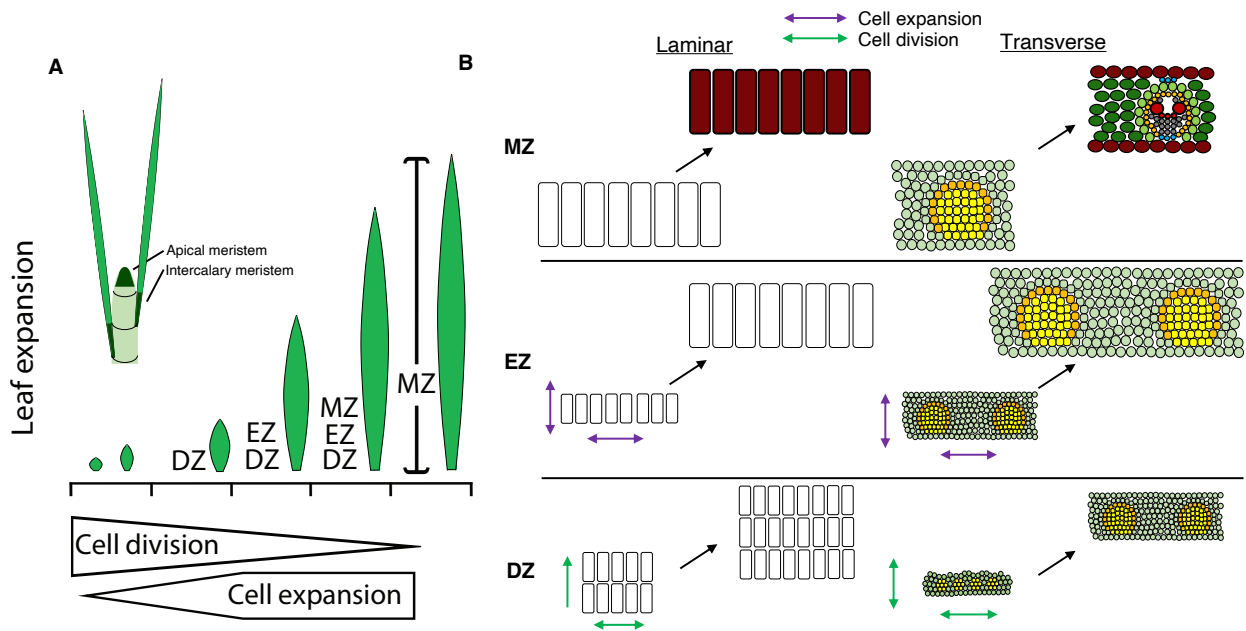 A
Apical meristem
Intercalary meristem
Leaf expansion
DZ
EZ
DZ
MZ
EZ
DZ
MZ
Cell division
Cell expansion
B
Cell expansion
Cell division
Laminar
Transverse
MZ
EZ
DZ